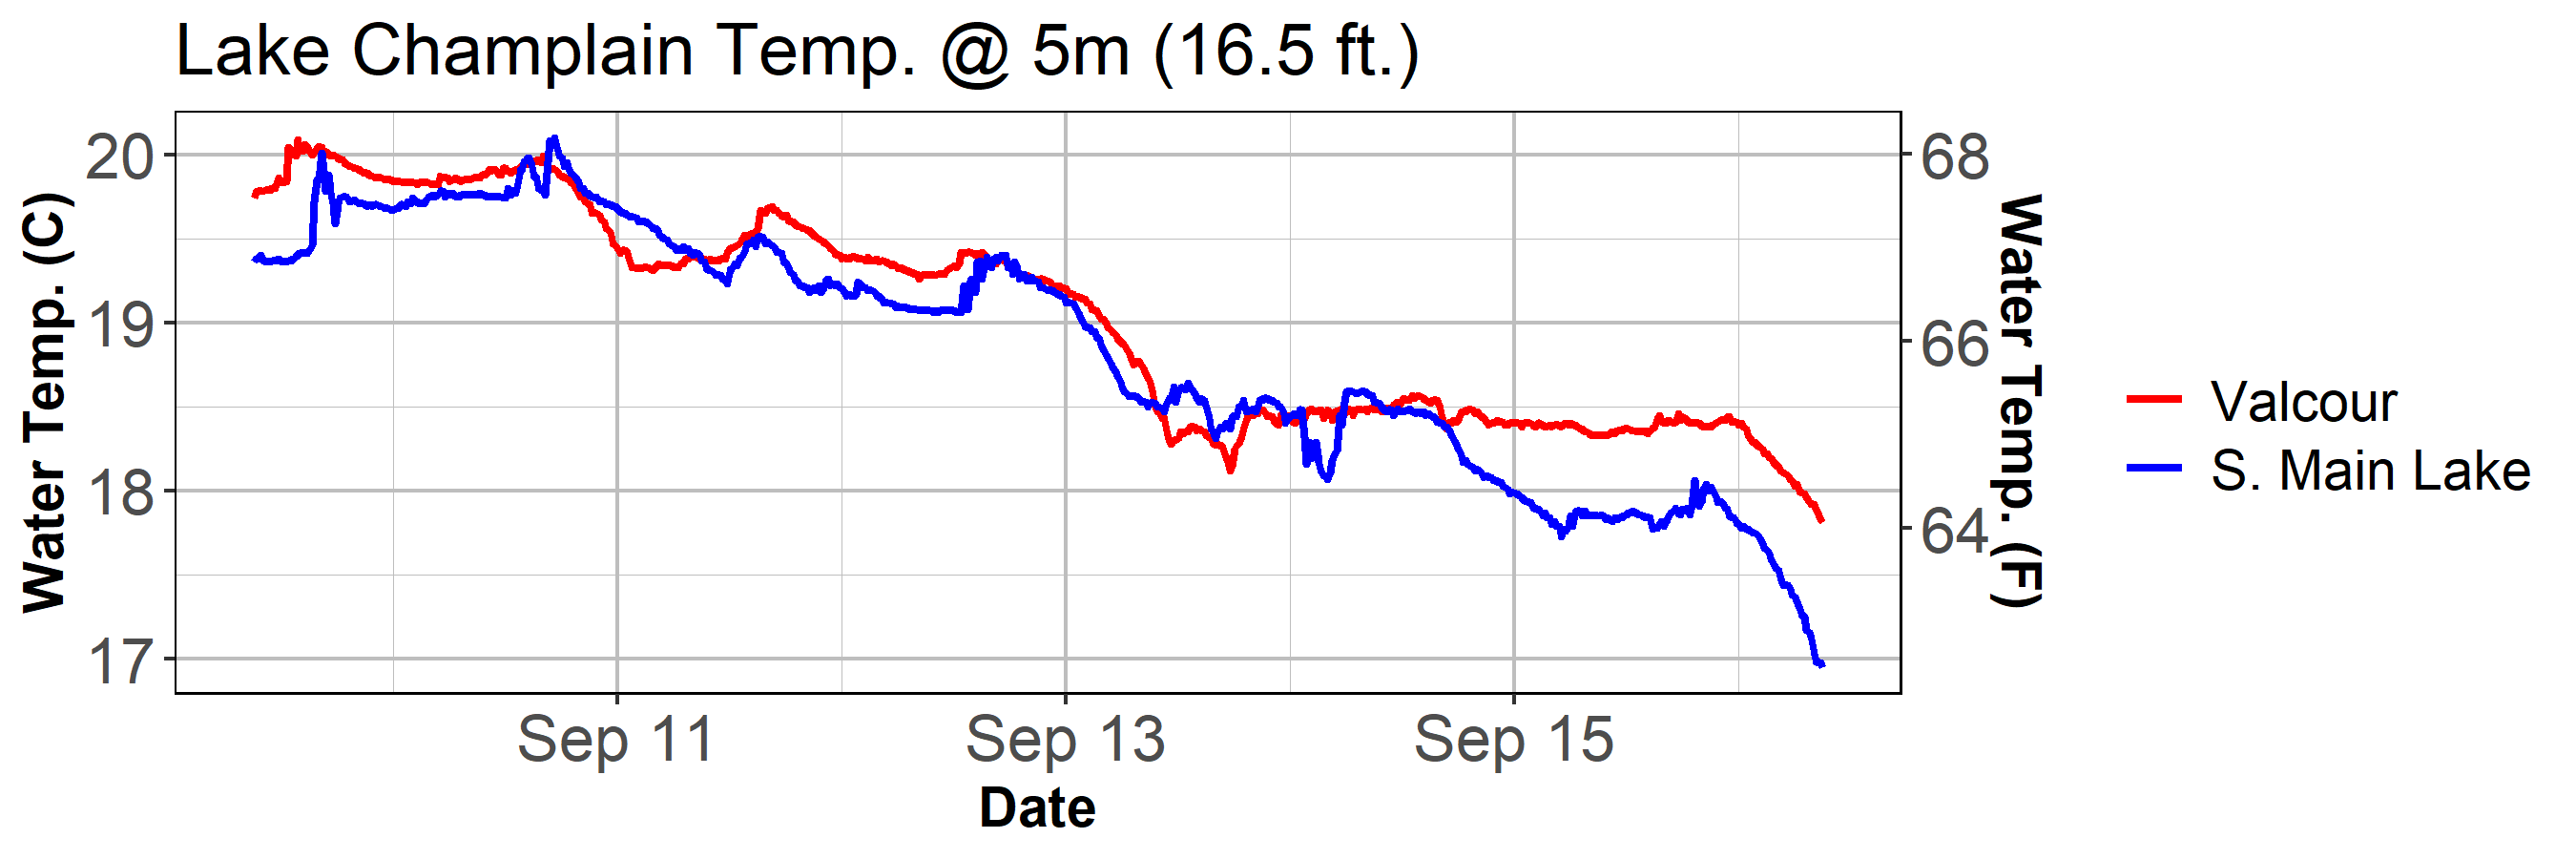 Lake Champlain Temp. @ 5m (16.5 ft.)
Water Temp. (C)
20
19
18
17
68
66
64
Water Temp. (F)
Sep 11
Sep 13
Sep 15
Date
Valcour
S. Main Lake